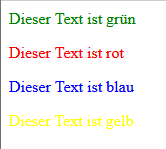 Dieser Text ist grün
Dieser Text ist rot
Dieser Text ist blau
Dieser Text ist gelb